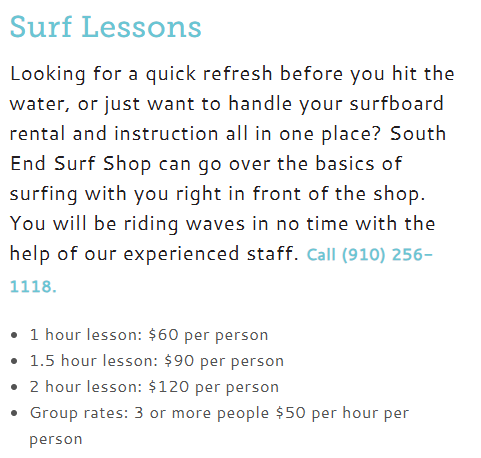 Surf Lessons
Looking for a quick refresh before you hit the
water, or just want to handle your surfboard
rental and instruction all in one place? South
End Surf Shop can go over the basics of
surfing with you right in front of the shop.
You will be riding waves in no time with the
help of our experienced staff. Call (910) 256-
1118.
• 1 hour lesson: $60 per person
• 1.5 hour lesson: $90 per person
• 2 hour lesson: $120 per person
• Group rates: 3 or more people $50 per hour per
person